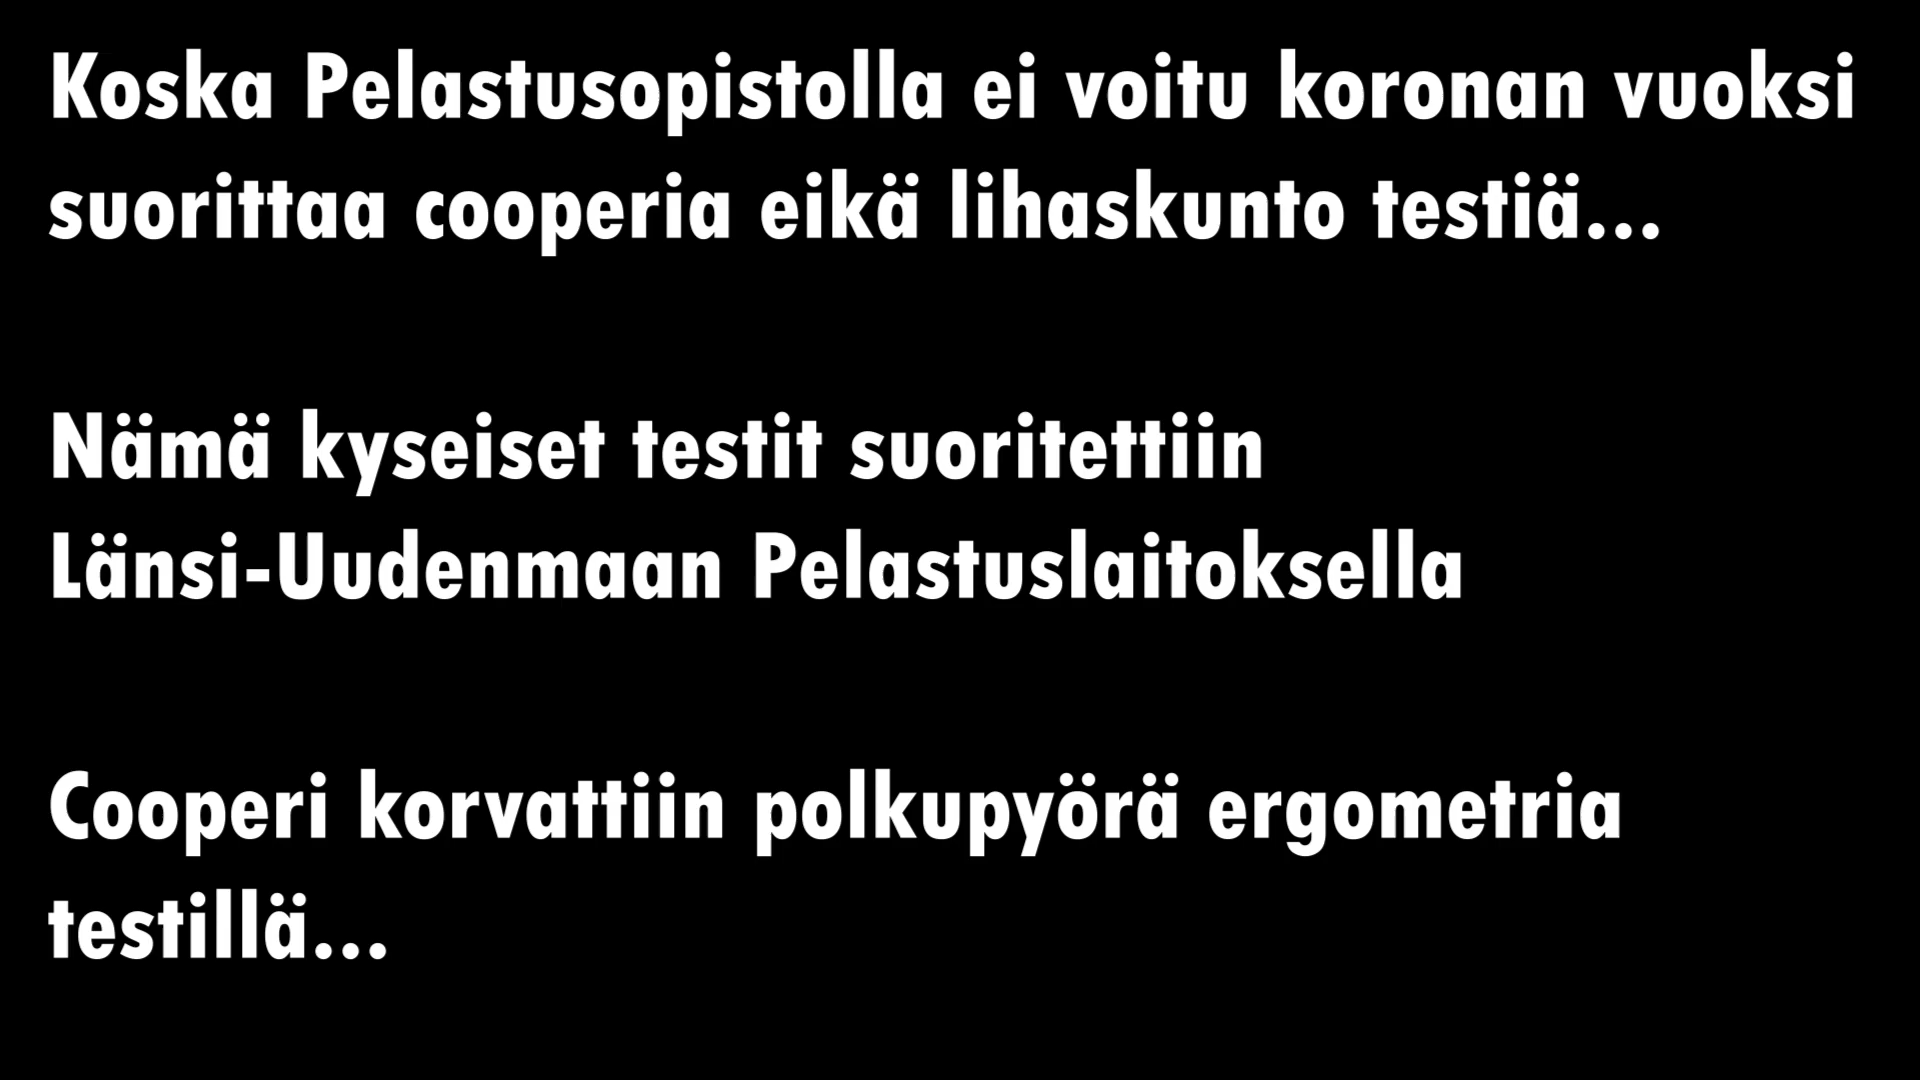 Koska Pelastusopistolla ei voitu koronan vuoksi
suorittaa cooperia eikä lihaskunto testiä...
Nämä kyseiset testit suoritettiin
Länsi-Uudenmaan Pelastuslaitoksella
Cooperi korvattiin polkupyörä ergometria
testillä...